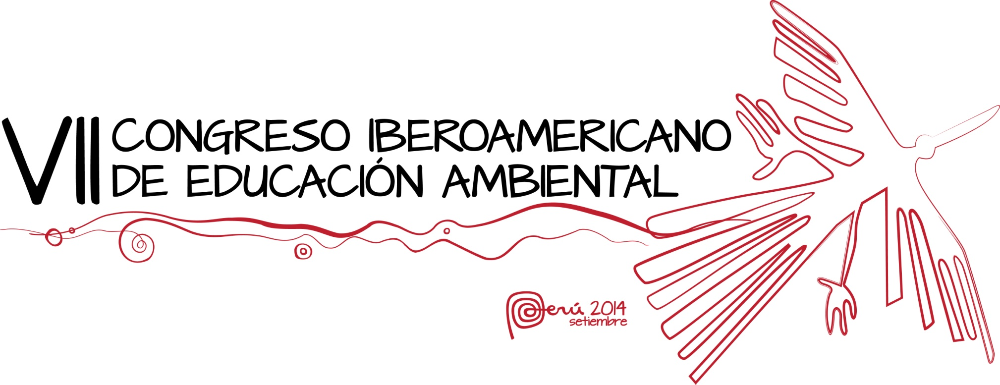 VII CONGRESO IBEROAMERICANO
DE EDUCACIÓN AMBIENTAL
Perú 2014
setiembre